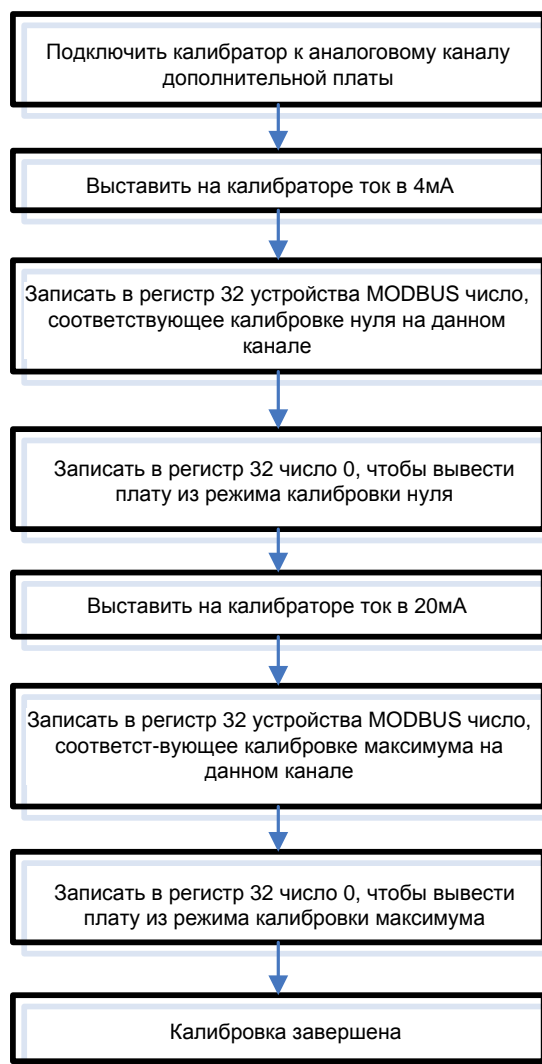 Подключить калибратор к аналоговому каналу
дополнительной платы
Выставить на калибраторе ток в 4мА
Записать в регистр 32 устройства MODBUS число,
соответствующее калибровке нуля на данном
канале
Записать в регистр 32 число 0, чтобы вывести
плату из режима калибровки нуля
Выставить на калибраторе ток в 20мА
Записать в регистр 32 устройства MODBUS число,
соответст-вующее калибровке максимума на
данном канале
Записать в регистр 32 число 0, чтобы вывести
плату из режима калибровки максимума
Калибровка завершена